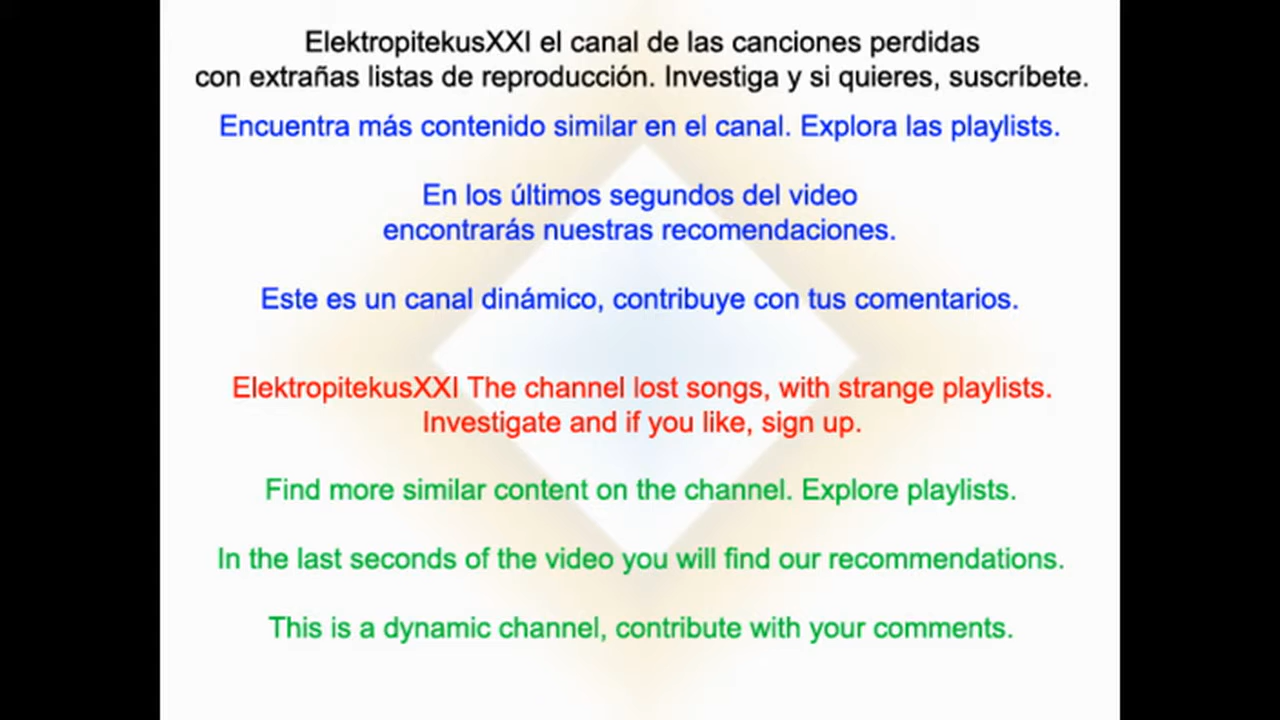 ElektropitekusXXI el canal de las canciones perdidas
con extrañas listas de reproducción. Investiga y si quieres, suscríbete.
Encuentra más contenido similar en el canal. Explora las playlists.
En los últimos segundos del video
encontrarás nuestras recomendaciones.
Este es un canal dinámico, contribuye con tus comentarios.
ElektropitekusXXI The channel lost songs, with strange playlists.
Investigate and if you like, sign up.
Find more similar content on the channel. Explore playlists.
In the last seconds of the video you will find our recommendations.
This is a dynamic channel, contribute with your comments.